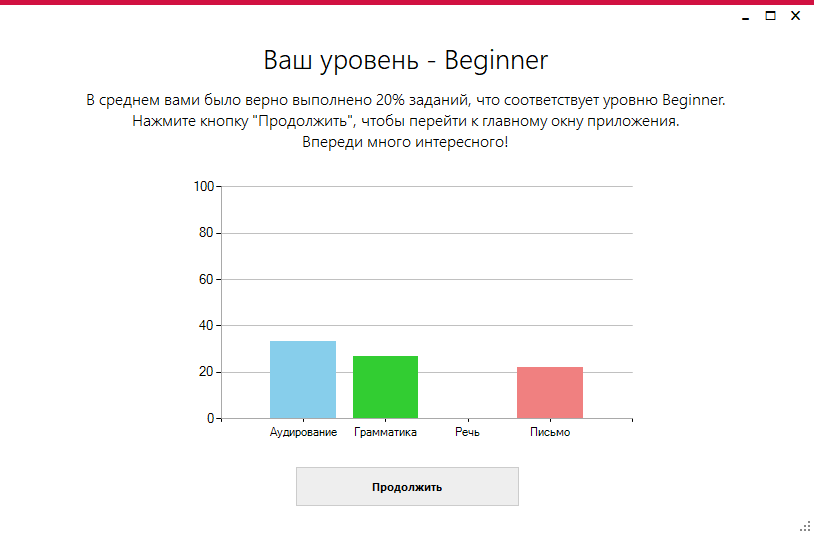 Ваш уровень - Beginner
В среднем вами было верно выполнено 20% заданий, что соответствует уровню Beginner.
Нажмите кнопку "Продолжить", чтобы перейти к главному окну приложения.
Впереди много интересного!
100
80
60
40
20
0
Аудирование Грамматика Речь Письмо
Продолжить